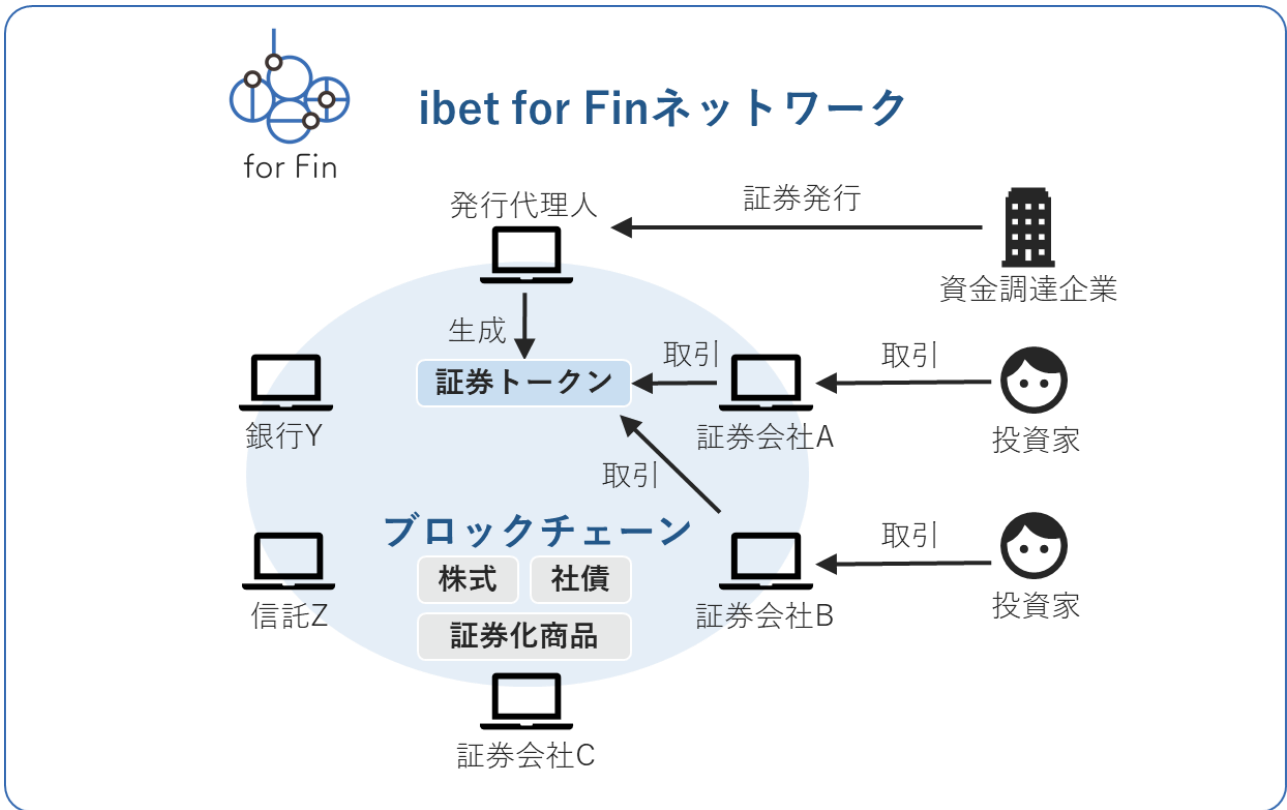 ibet for Finネットワーク
for Fin
発行代理人
証券発行
資金調達企業
生成
証券トークン
取引
取引
銀行Y
証券会社A
投資家
取引
ブロックチェーン
取引
株式
社債
信託Z
証券会社B
投資家
証券化商品
証券会社C